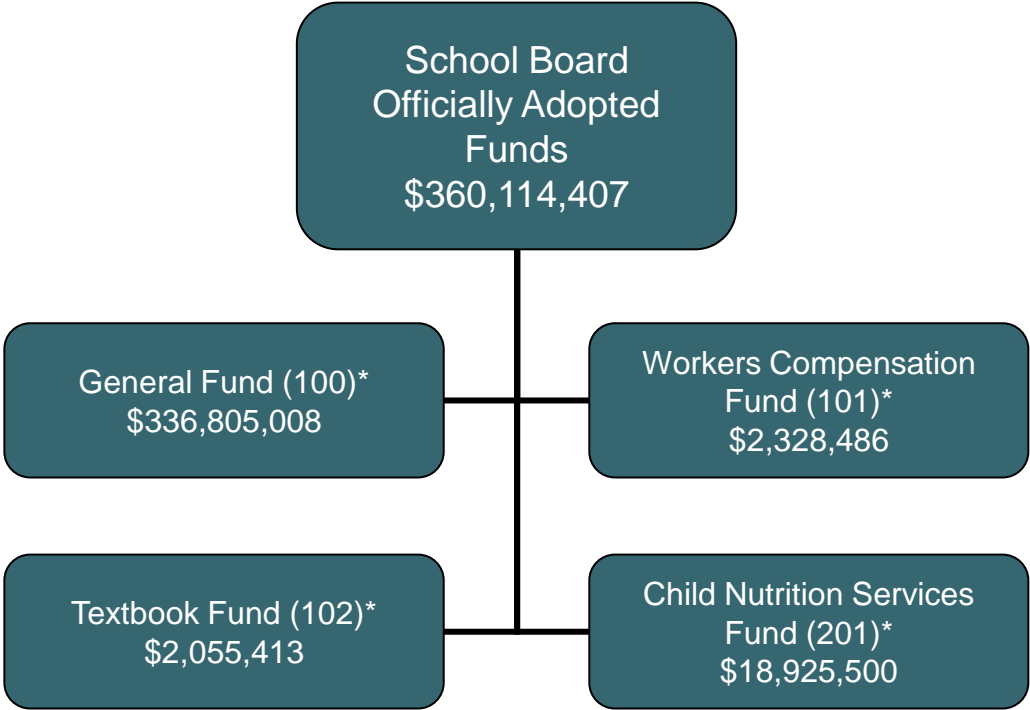 School Board
Officially Adopted
Funds
$360,114,407
General Fund (100)*
$336,805,008
Workers Compensation
Fund (101)*
$2,328,486
Textbook Fund (102)*
$2,055,413
Child Nutrition Services
Fund (201)*
$18,925,500